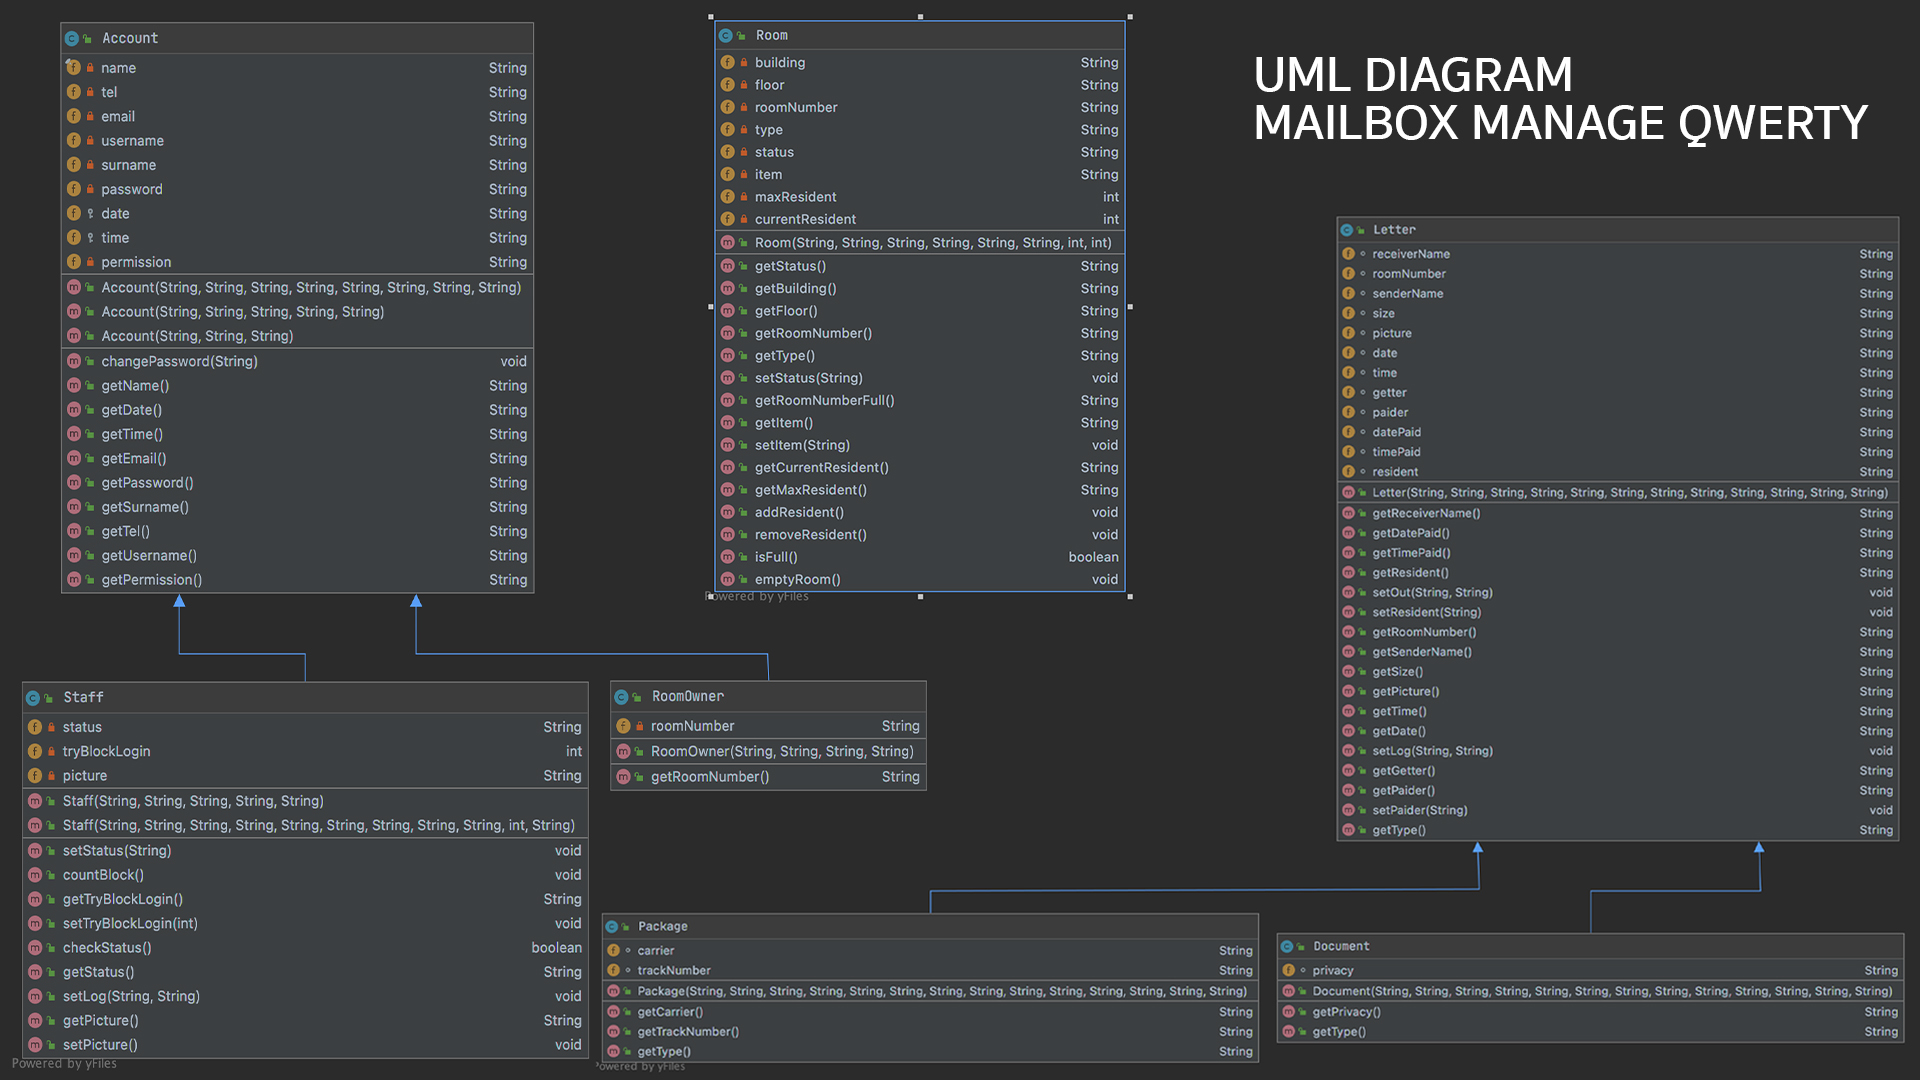 UML DIAGRAM
MAILBOX MANAGE QWERTY
Account
name String
tel String
email String
username String
surname String
password String
date String
time String
permission String
Account(String, String, String, String, String, String, String, String)
Account(String, String, String, String, String)
Account(String, String, String)
changePassword(String) void
getName() String
getDate() String
getTime() String
getEmail() String
getPassword() String
getSurname() String
getTel() String
getUsername() String
getPermission() String
Room
building String
floor String
roomNumber String
type String
status String
item String
maxResident int
currentResident int
Room(String, String, String, String, String, String, int, int)
getStatus() String
getBuilding() String
getFloor() String
getRoomNumber() String
getType() String
setStatus(String) void
getRoomNumberFull() String
getItem() String
setItem(String) void
getCurrentResident() String
getMaxResident() String
addResident() void
removeResident() void
isFull() boolean
emptyRoom() void
Powered by yFiles
Letter
receiverName String
roomNumber String
senderName String
size String
picture String
date String
time String
getter String
paider String
datePaid String
timePaid String
resident String
Letter(String, String, String, String, String, String, String, String, String, String, String, String)
getReceiverName() String
getDatePaid() String
getTimePaid() String
getResident() String
setOut(String, String) void
setResident(String) void
getRoomNumber() String
getSenderName() String
getSize() String
getPicture() String
getTime() String
getDate() String
setLog(String, String) void
getGetter() String
getPaider() String
setPaider(String) void
getType() String
Staff
status String
tryBlockLogin int
picture String
Staff(String, String, String, String, String)
Staff(String, String, String, String, String, String, String, String, String, int, String)
setStatus(String) void
countBlock() void
getTryBlockLogin() String
setTryBlockLogin(int) void
checkStatus() boolean
getStatus() String
setLog(String, String) void
getPicture() String
setPicture() void
Powered by yFiles
RoomOwner
roomNumber String
RoomOwner(String, String, String, String)
getRoomNumber() String
Package
carrier String
trackNumber String
Package(String, String, String, String, String, String, String, String, String, String, String, String, String, String)
getCarrier() String
getTrackNumber() String
getType() String
Powered by yFiles
Document
privacy String
Document(String, String, String, String, String, String, String, String, String, String, String, String, String)
getPrivacy() String
getType() String